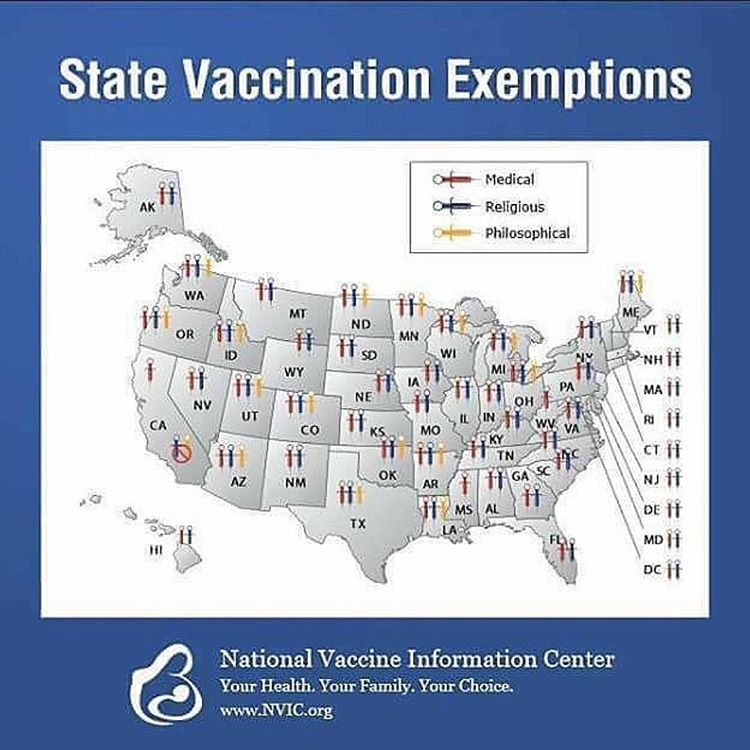 State Vaccination Exemptions
Medical
Religious
Philosophical
AK
WA
MT
ND
MN
ME
VT
OR
ID
SD
WI
MI
NY
NH
WY
IA
NE
PA
MA
NV
UT
CO
IL
IN
OH
RI
CA
KS
MO
KY
WV
VA
CT
AZ
NM
OK
AR
TN
NC
NJ
TX
MS
AL
GA
SC
DE
LA
HI
FL
MD
DC
National Vaccine Information Center
Your Health. Your Family. Your Choice.
www.NVIC.org